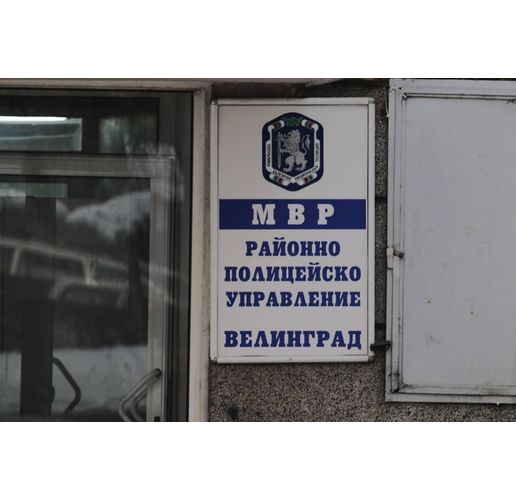 МВР
РАЙОННО
ПОЛИЦЕЙСКО
УПРАВЛЕНИЕ
ВЕЛИНГРАД